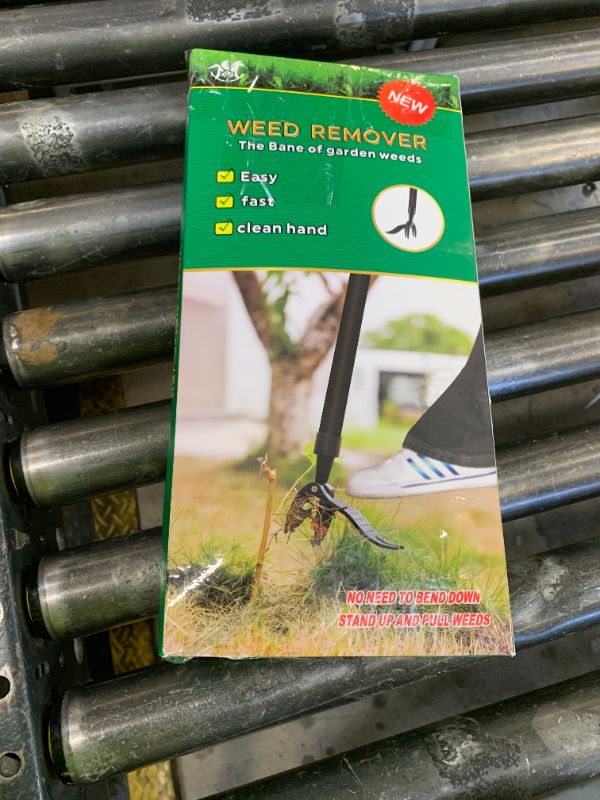 NEW
WEED REMOVER
The Bane of garden weeds
Easy
fast
clean hand
NO NEED TO BEND DOWN
STAND UP AND PULL WEEDS